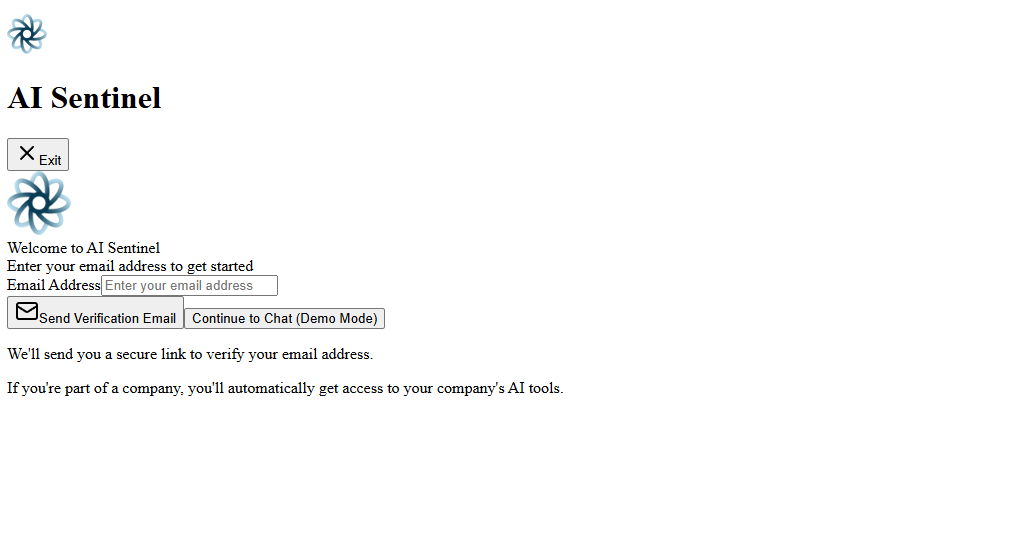 AI Sentinel
Exit
Welcome to AI Sentinel
Enter your email address to get started
Email Address Enter your email address
Send Verification Email Continue to Chat (Demo Mode)
We'll send you a secure link to verify your email address.
If you're part of a company, you'll automatically get access to your company's AI tools.